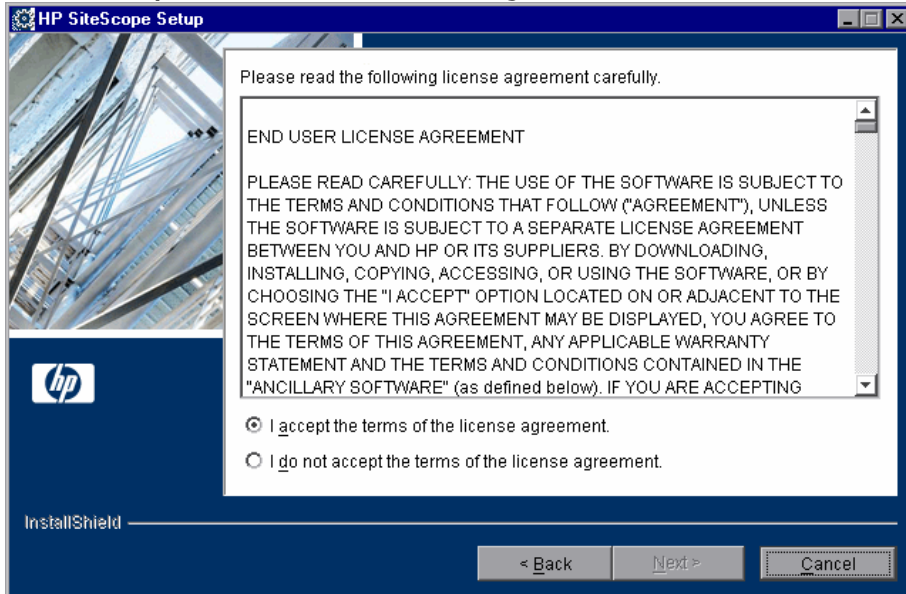 HP SiteScope Setup
Please read the following license agreement carefully.
END USER LICENSE AGREEMENT
PLEASE READ CAREFULLY: THE USE OF THE SOFTWARE IS SUBJECT TO
THE TERMS AND CONDITIONS THAT FOLLOW ("AGREEMENT"), UNLESS
THE SOFTWARE IS SUBJECT TO A SEPARATE LICENSE AGREEMENT
BETWEEN YOU AND HP OR ITS SUPPLIERS. BY DOWNLOADING,
INSTALLING, COPYING, ACCESSING, OR USING THE SOFTWARE, OR BY
CHOOSING THE "I ACCEPT" OPTION LOCATED ON OR ADJACENT TO THE
SCREEN WHERE THIS AGREEMENT MAY BE DISPLAYED, YOU AGREE TO
THE TERMS OF THIS AGREEMENT, ANY APPLICABLE WARRANTY
STATEMENT AND THE TERMS AND CONDITIONS CONTAINED IN THE
"ANCILLARY SOFTWARE" (as defined below). IF YOU ARE ACCEPTING
hp
I accept the terms of the license agreement.
I do not accept the terms of the license agreement.
InstallShield
< Back Next > Cancel